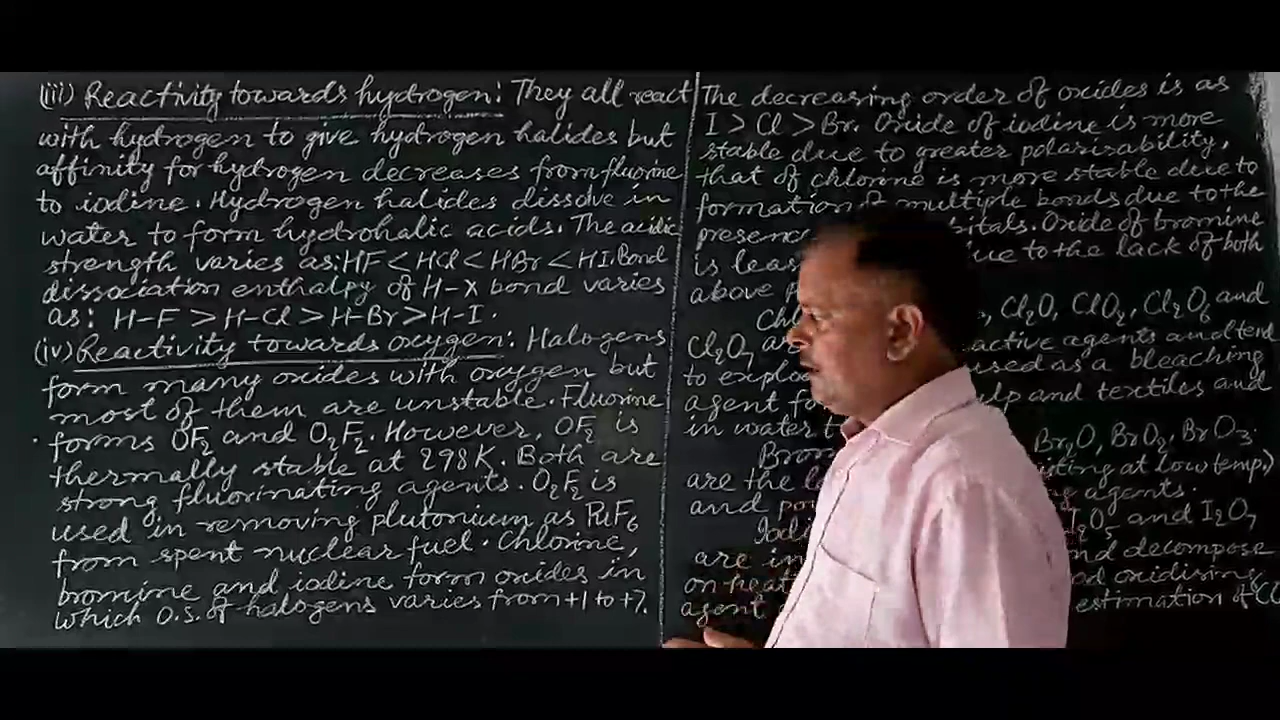 (iii) Reactivity towards hydrogen: They all react
with hydrogen to give hydrogen halides but
affinity for hydrogen decreases from fluorine
to iodine. Hydrogen halides dissolve in
water to form hydrohalic acids. The acidic
strength varies as: HF < HCl < HBr < HI. Bond
dissociation enthalpy of H-X bond varies
as: H-F > H-Cl > H-Br > H-I.
(iv) Reactivity towards oxygen: Halogens
form many oxides with oxygen but
most of them are unstable. Fluorine
forms OF₂ and O₂F₂. However, OF₂ is
thermally stable at 298K. Both are
strong fluorinating agents. O₂F₂ is
used in removing plutonium as PuF₆
from spent nuclear fuel. Chlorine,
bromine and iodine form oxides in
which O.S. of halogens varies from +1 to +7.
The decreasing order of oxides is as
I > Cl > Br. Oxide of iodine is more
stable due to greater polarisability,
that of chlorine is more stable due to
formation multiple bonds due to the
presenc bitals. Oxide of bromine
is leas ue to the lack of both
above p
Ch , Cl₂O, ClO₂, Cl₂O₆ and
Cl₂O₇ ar active agents and tend
to explo used as a bleaching
agent fo ulp and textiles and
in water t
Brom Br₂O, BrO₂, BrO₃
are the l isting at low temp.)
and po g agents.
Iodi ₂O₅ and I₂O₇
are in nd decompose
on heat od oxidising
agent estimation of CO